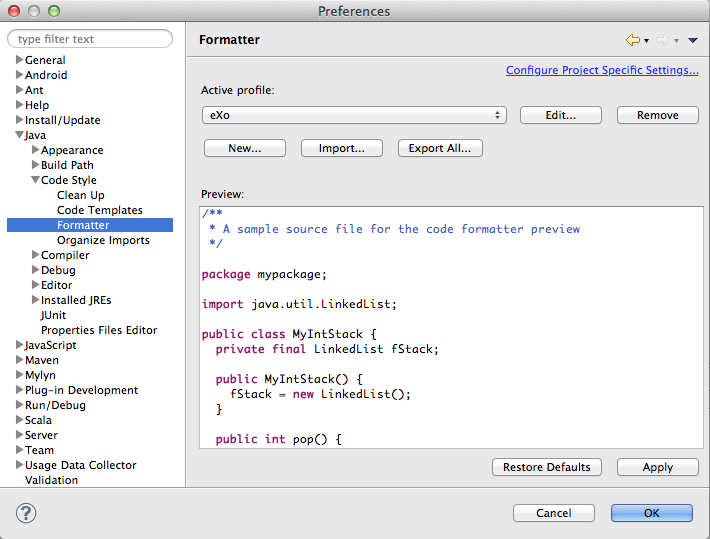 Preferences
type filter text
General
Android
Ant
Help
Install/Update
Java
Appearance
Build Path
Code Style
Clean Up
Code Templates
Formatter
Organize Imports
Compiler
Debug
Editor
Installed JREs
JUnit
Properties Files Editor
JavaScript
Maven
Mylyn
Plug-in Development
Run/Debug
Scala
Server
Team
Usage Data Collector
Validation
Formatter
Configure Project Specific Settings...
Active profile:
eXo
Edit...
Remove
New...
Import...
Export All...
Preview:
/**
 * A sample source file for the code formatter preview
 */
package mypackage;
import java.util.LinkedList;
public class MyIntStack {
  private final LinkedList fStack;
  public MyIntStack() {
    fStack = new LinkedList();
  }
  public int pop() {
Restore Defaults
Apply
?
Cancel
OK